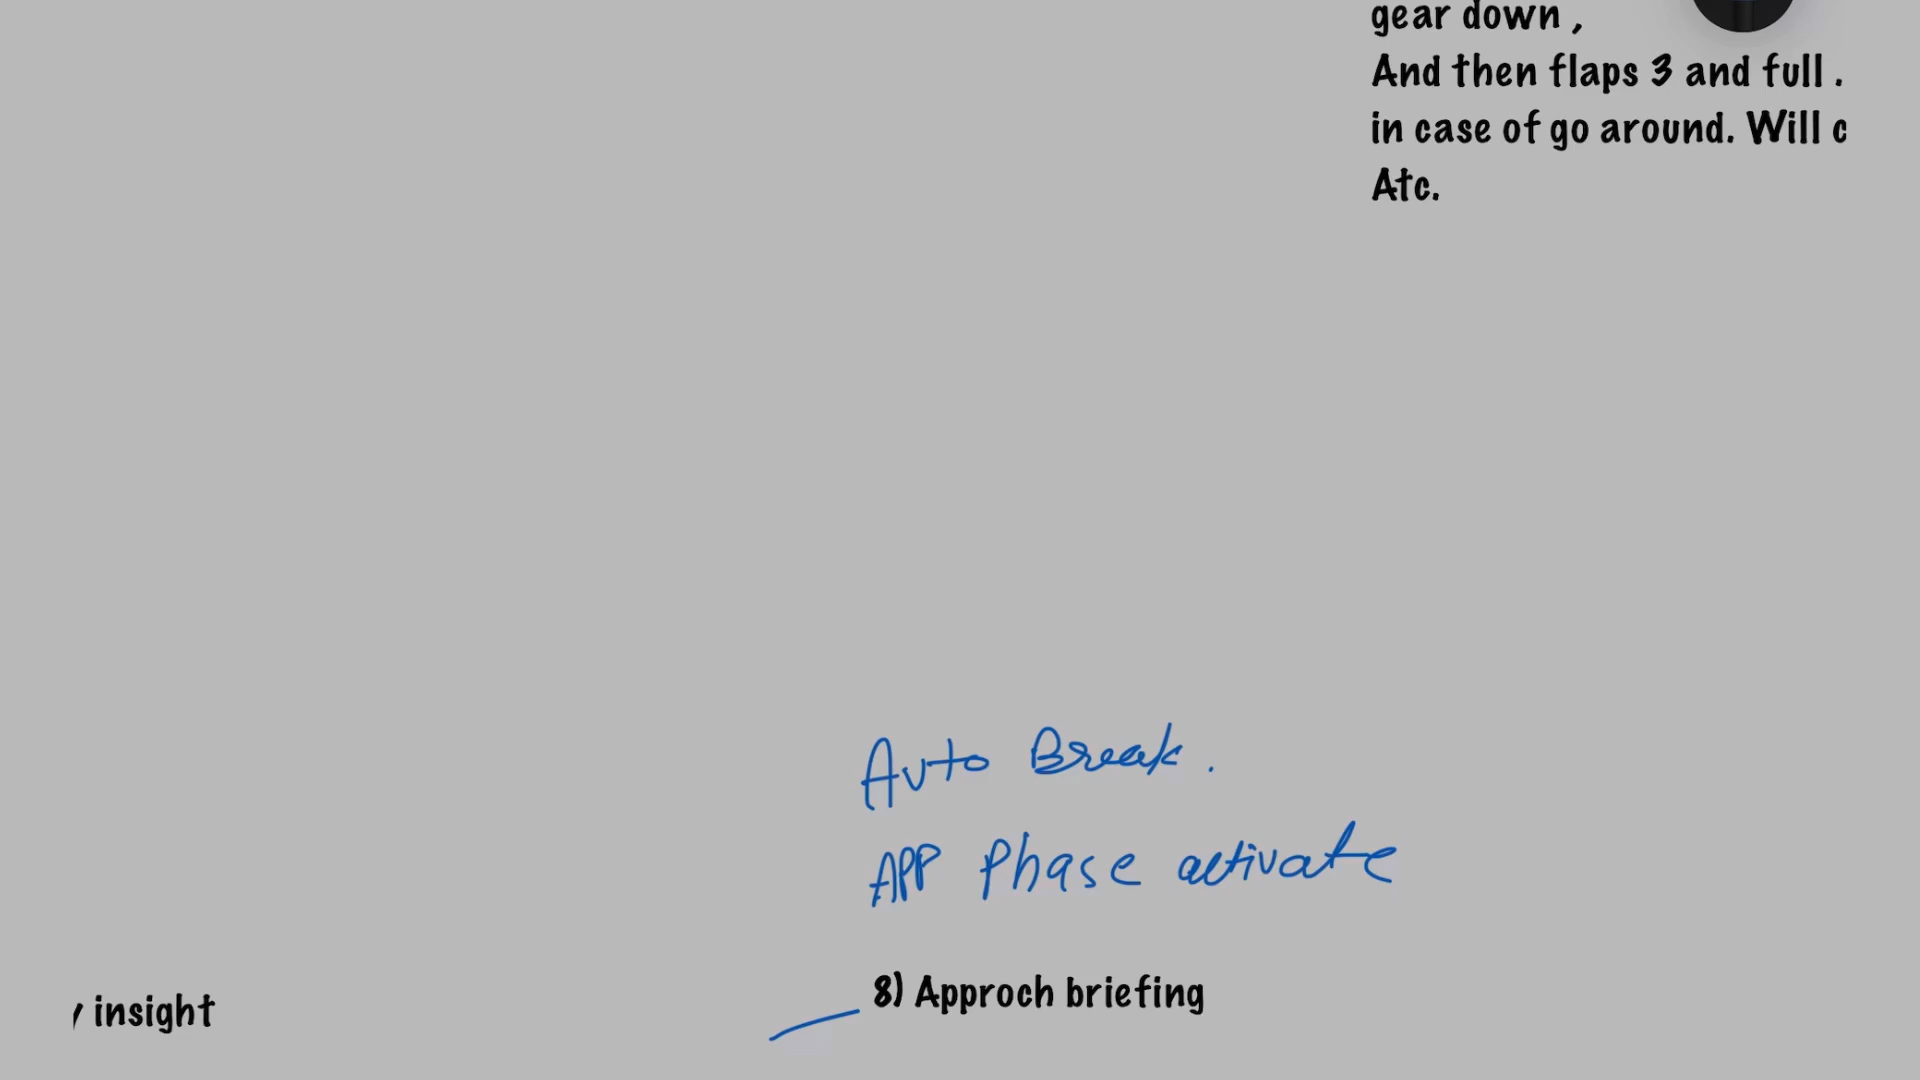 gear down ,
And then flaps 3 and full .
in case of go around. Will c
Atc.
Auto Break .
APP Phase activate
8) Approch briefing
insight